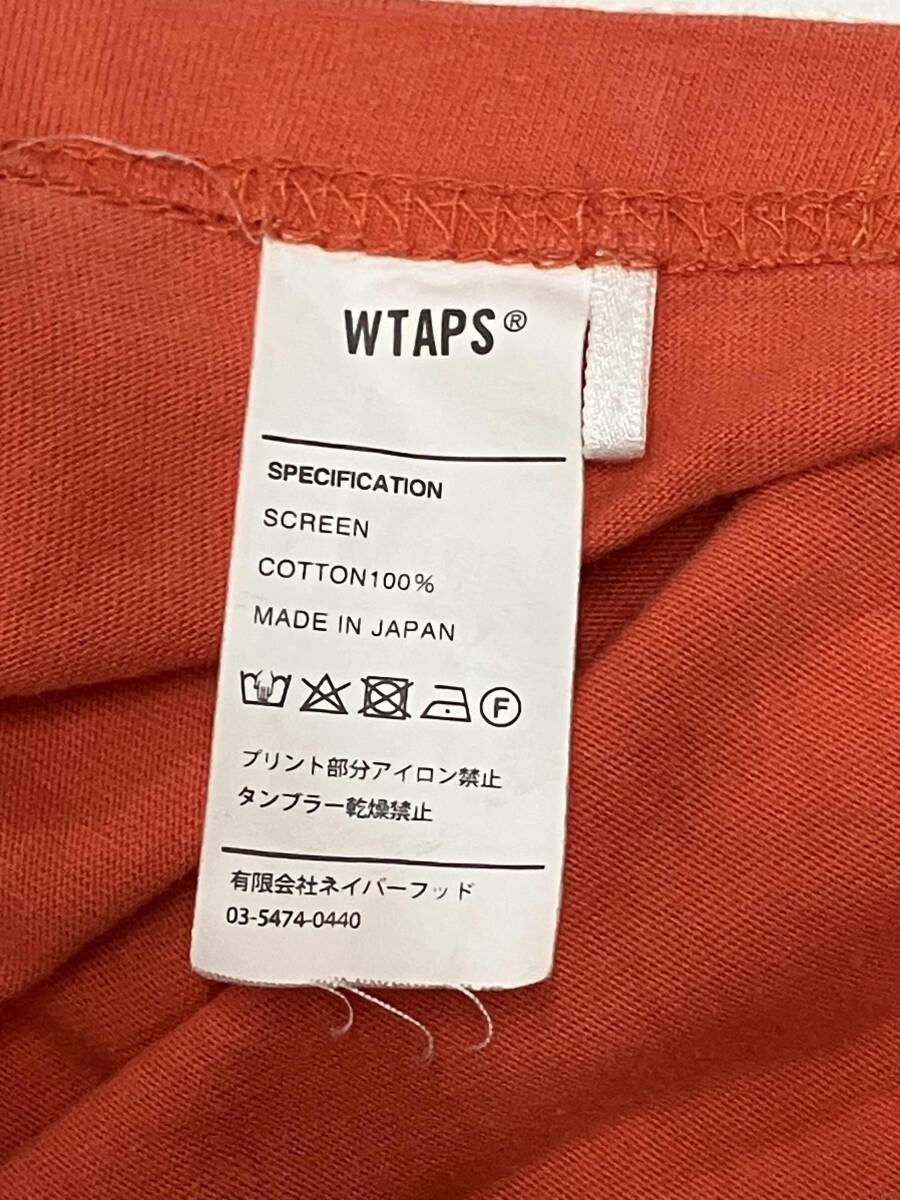 WTAPS®
SPECIFICATION
SCREEN
COTTON100%
MADE IN JAPAN
F
プリント部分アイロン禁止
タンブラー乾燥禁止
有限会社ネイバーフッド
03-5474-0440